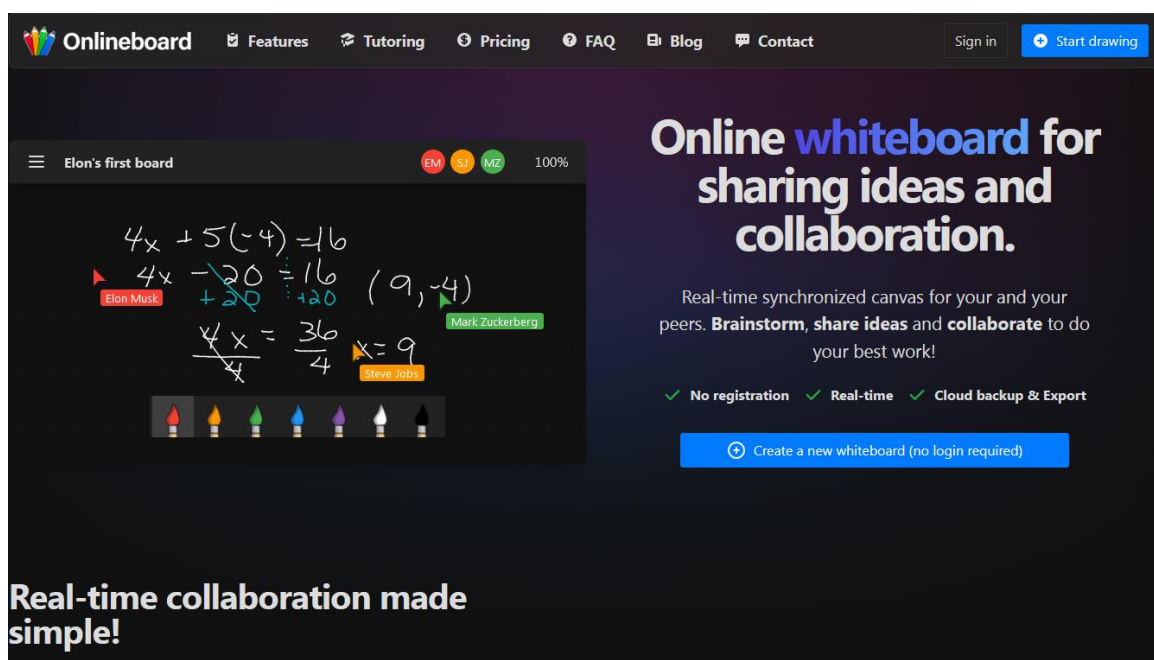 Onlineboard Features Tutoring Pricing FAQ Blog Contact Sign in Start drawing
Elon's first board EM SJ MZ 100%
4x + 5(-4) = 16
4x - 20 = 16 (9,-4)
+20 +20
Elon Musk
Mark Zuckerberg
4x = 36 x = 9
4 4
Steve Jobs
Online whiteboard for
sharing ideas and
collaboration.
Real-time synchronized canvas for your and your
peers. Brainstorm, share ideas and collaborate to do
your best work!
No registration Real-time Cloud backup & Export
Create a new whiteboard (no login required)
Real-time collaboration made
simple!